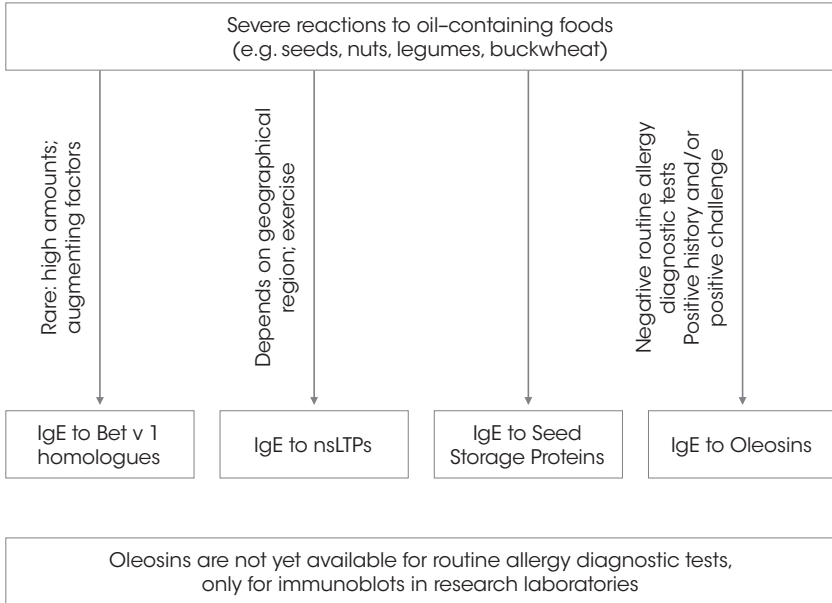 Severe reactions to oil-containing foods
(e.g. seeds, nuts, legumes, buckwheat)
Rare: high amounts;
augmenting factors
Depends on geographical
region; exercise
Negative routine allergy
diagnostic tests
Positive history and/or
positive challenge
IgE to Bet v 1
homologues
IgE to nsLTPs
IgE to Seed
Storage Proteins
IgE to Oleosins
Oleosins are not yet available for routine allergy diagnostic tests,
only for immunoblots in research laboratories